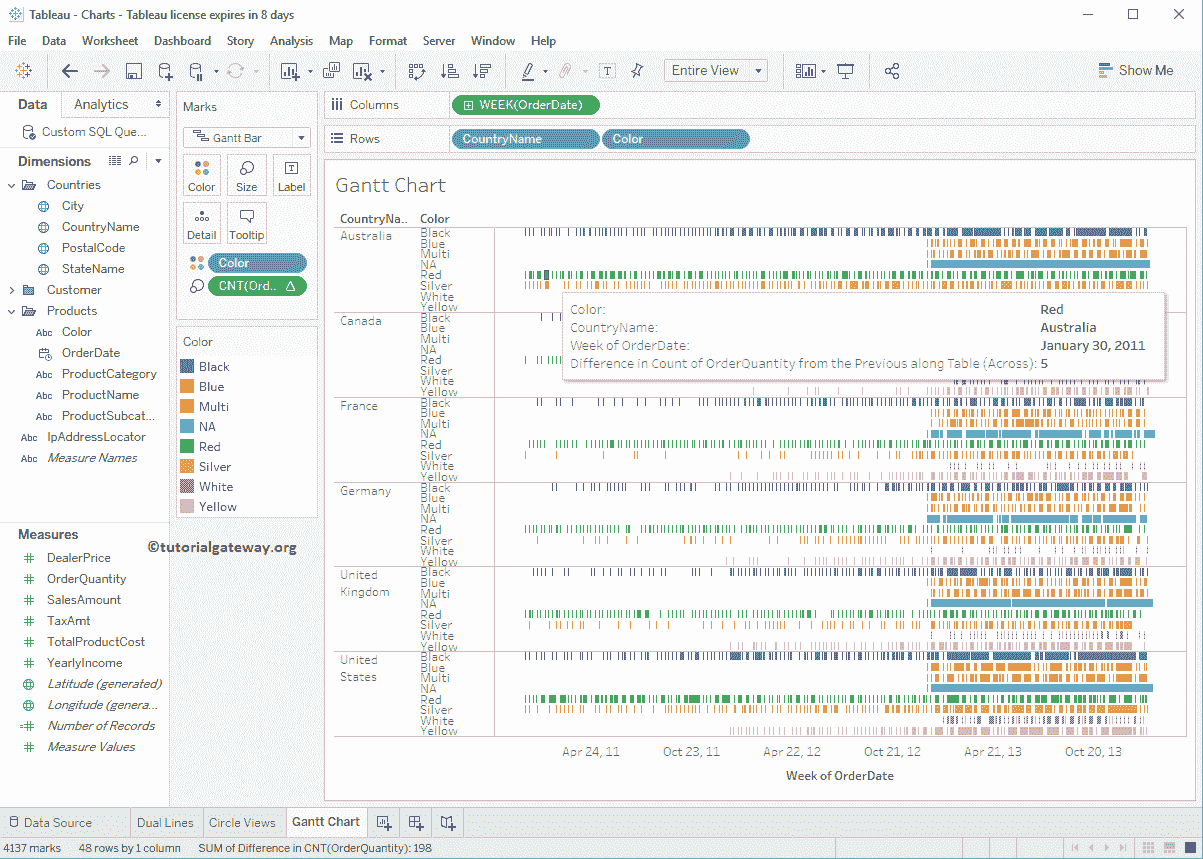 Tableau - Charts - Tableau license expires in 8 days
File Data Worksheet Dashboard Story Analysis Map Format Server Window Help
Entire View
Show Me
Data Analytics
Custom SQL Que...
Dimensions
Countries
City
CountryName
PostalCode
StateName
Customer
Products
Abc Color
OrderDate
Abc ProductCategory
Abc ProductName
Abc ProductSubcat...
Abc IpAddressLocator
Abc Measure Names
Measures
DealerPrice
OrderQuantity
SalesAmount
TaxAmt
TotalProductCost
YearlyIncome
Latitude (generated)
Longitude (genera...
Number of Records
Measure Values
Marks
Gantt Bar
Color Size Label
Detail Tooltip
Color
CNT(Ord.. Δ
Color
Black
Blue
Multi
NA
Red
Silver
White
Yellow
©tutorialgateway.org
Columns WEEK(OrderDate)
Rows CountryName Color
Gantt Chart
CountryNa.. Color
Australia Black
Blue
Multi
NA
Red
Silver
White
Yellow
Canada Black
Blue
Multi
NA
Red
Silver
White
Yellow
France Black
Blue
Multi
NA
Red
Silver
White
Yellow
Germany Black
Blue
Multi
NA
Red
Silver
White
Yellow
United Kingdom Black
Blue
Multi
NA
Red
Silver
White
Yellow
United States Black
Blue
Multi
NA
Red
Silver
White
Yellow
Color: Red
CountryName: Australia
Week of OrderDate: January 30, 2011
Difference in Count of OrderQuantity from the Previous along Table (Across): 5
Apr 24, 11 Oct 23, 11 Apr 22, 12 Oct 21, 12 Apr 21, 13 Oct 20, 13
Week of OrderDate
Data Source Dual Lines Circle Views Gantt Chart
4137 marks 48 rows by 1 column SUM of Difference in CNT(OrderQuantity): 198